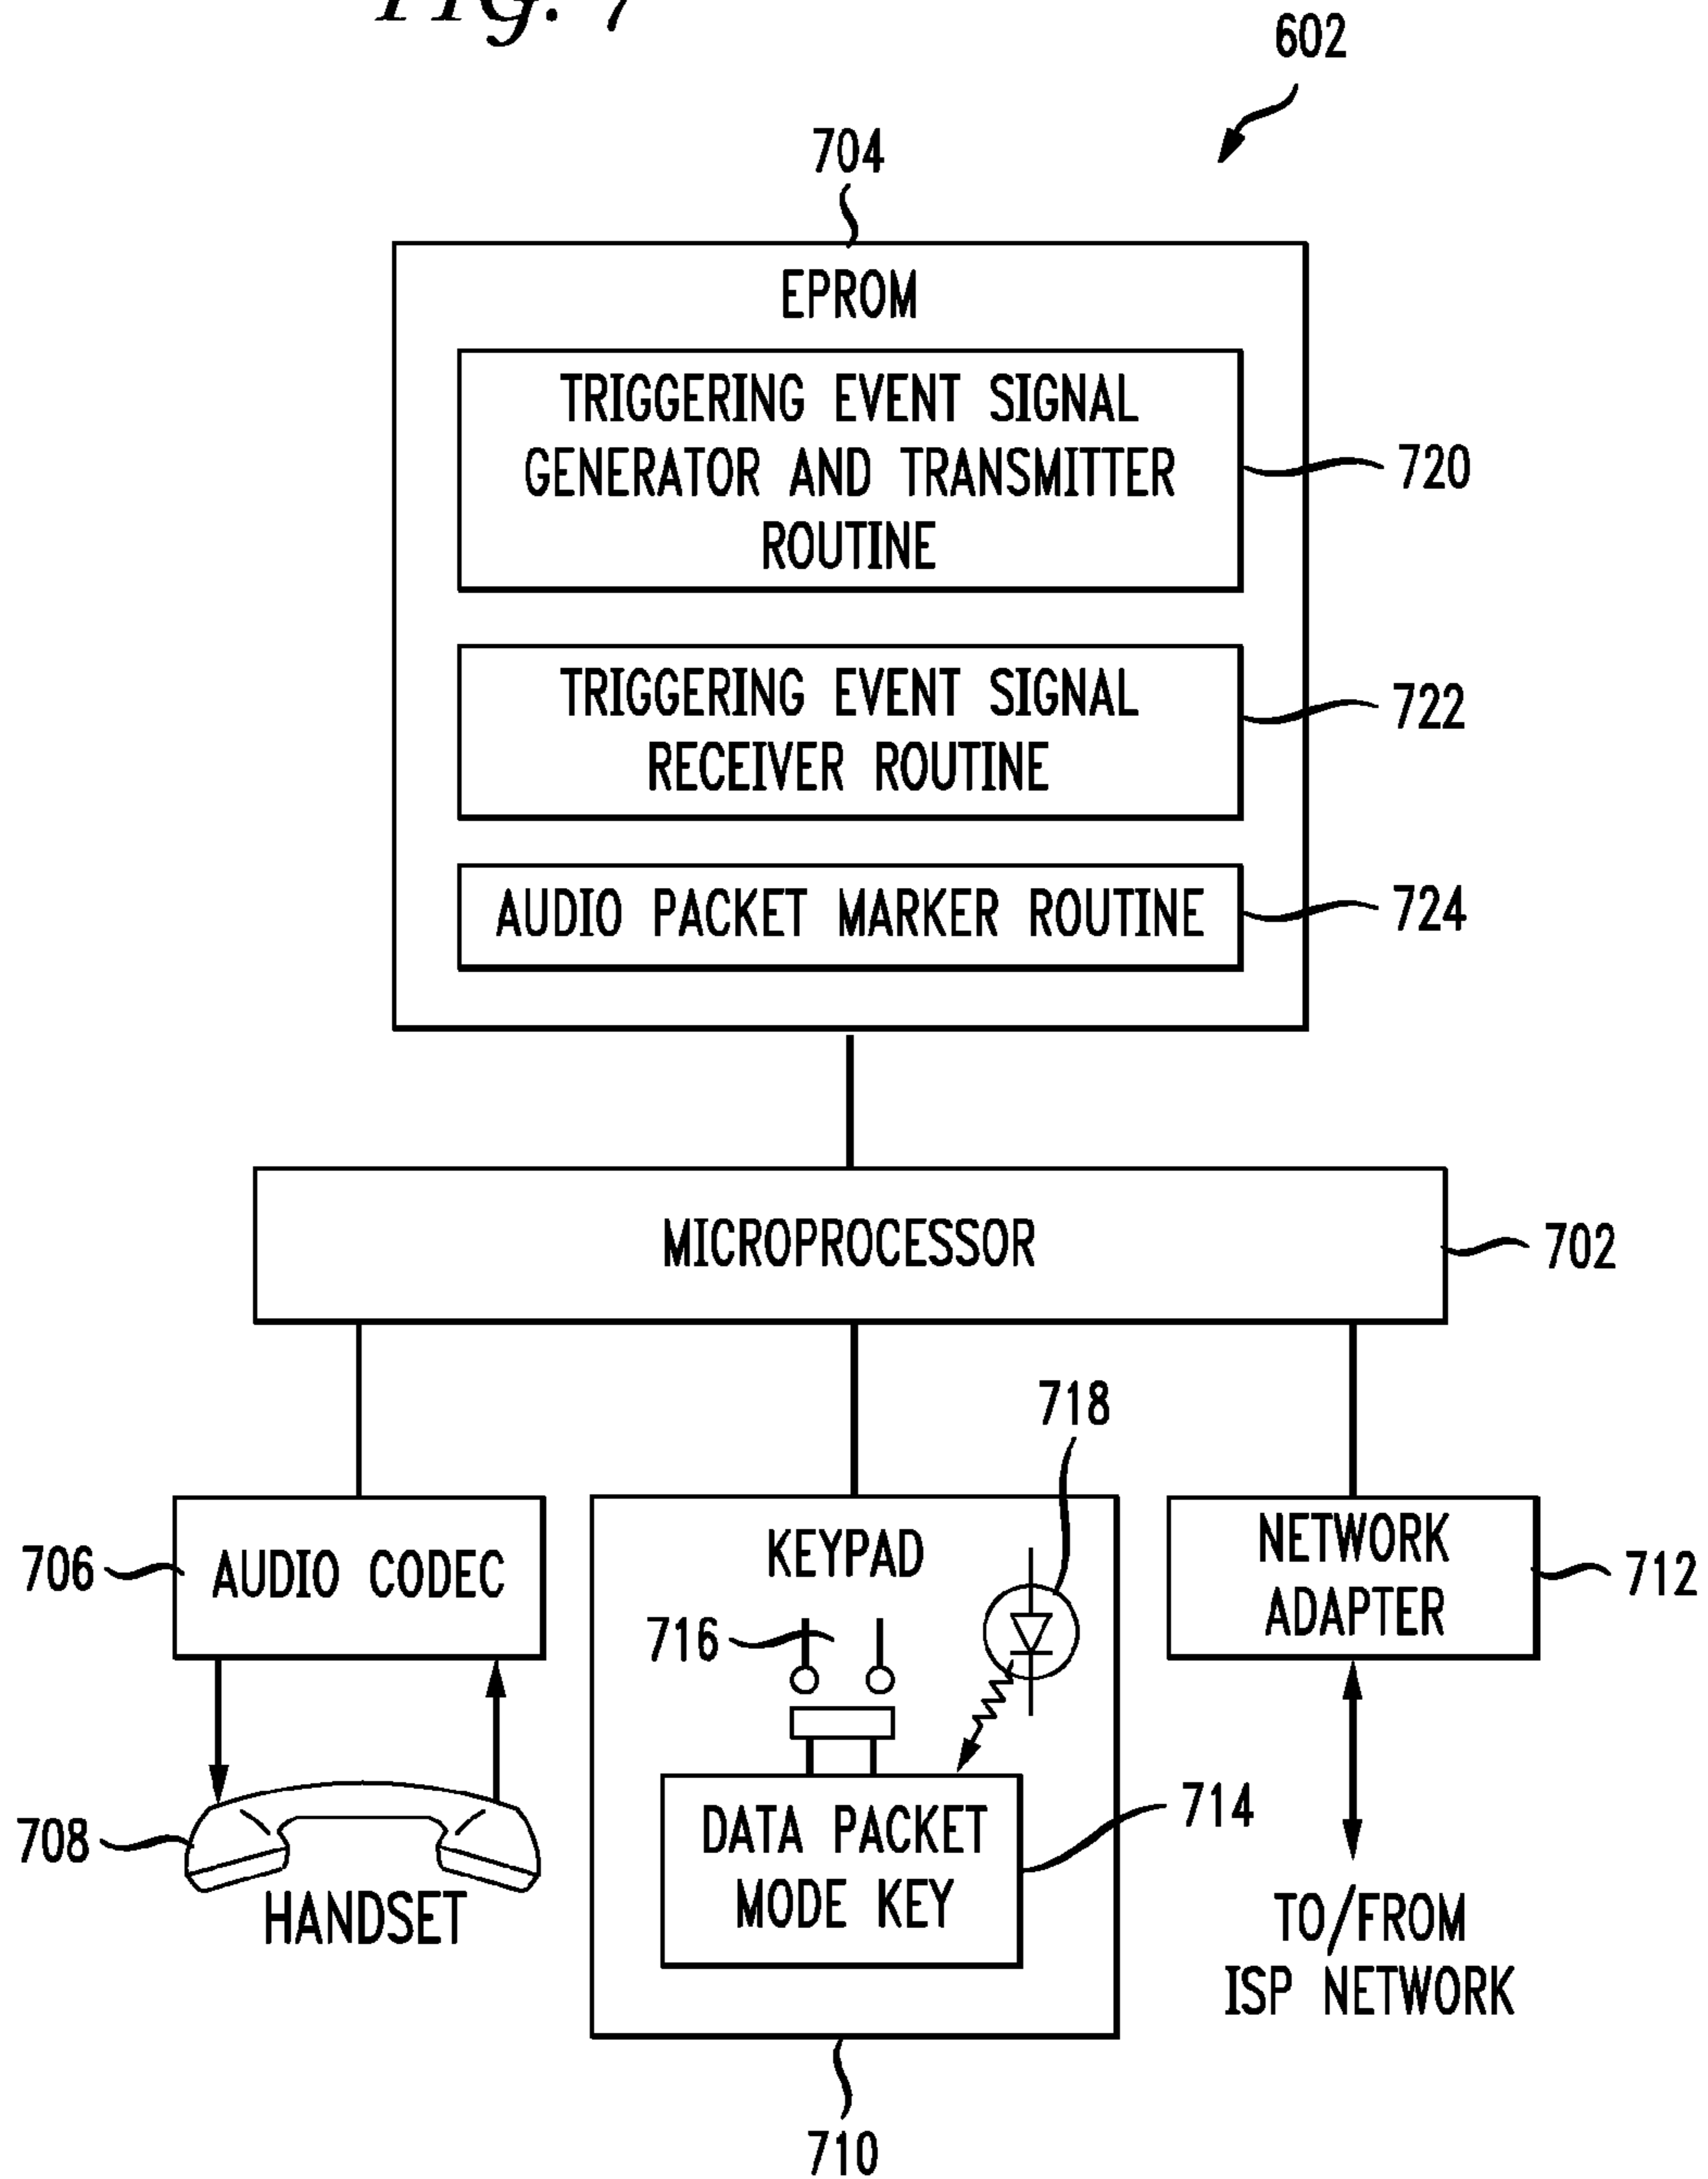 FIG. 7
602
704
EPROM
TRIGGERING EVENT SIGNAL
GENERATOR AND TRANSMITTER
ROUTINE
720
TRIGGERING EVENT SIGNAL
RECEIVER ROUTINE
722
AUDIO PACKET MARKER ROUTINE
724
MICROPROCESSOR
702
718
706
AUDIO CODEC
KEYPAD
716
NETWORK
ADAPTER
712
708
HANDSET
DATA PACKET
MODE KEY
714
TO/FROM
ISP NETWORK
710